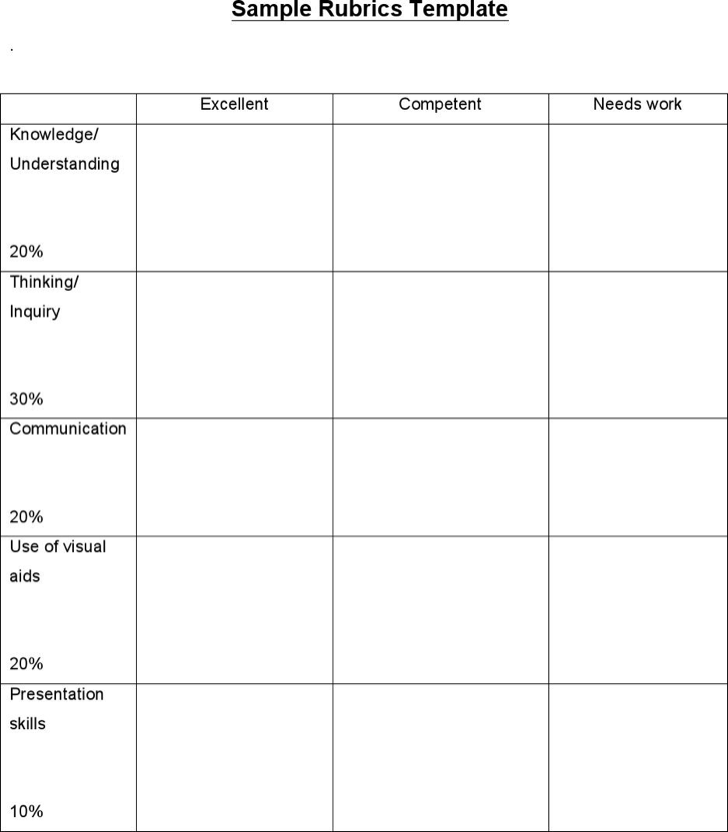 Sample Rubrics Template
.
Excellent Competent Needs work
Knowledge/
Understanding
20%
Thinking/
Inquiry
30%
Communication
20%
Use of visual
aids
20%
Presentation
skills
10%